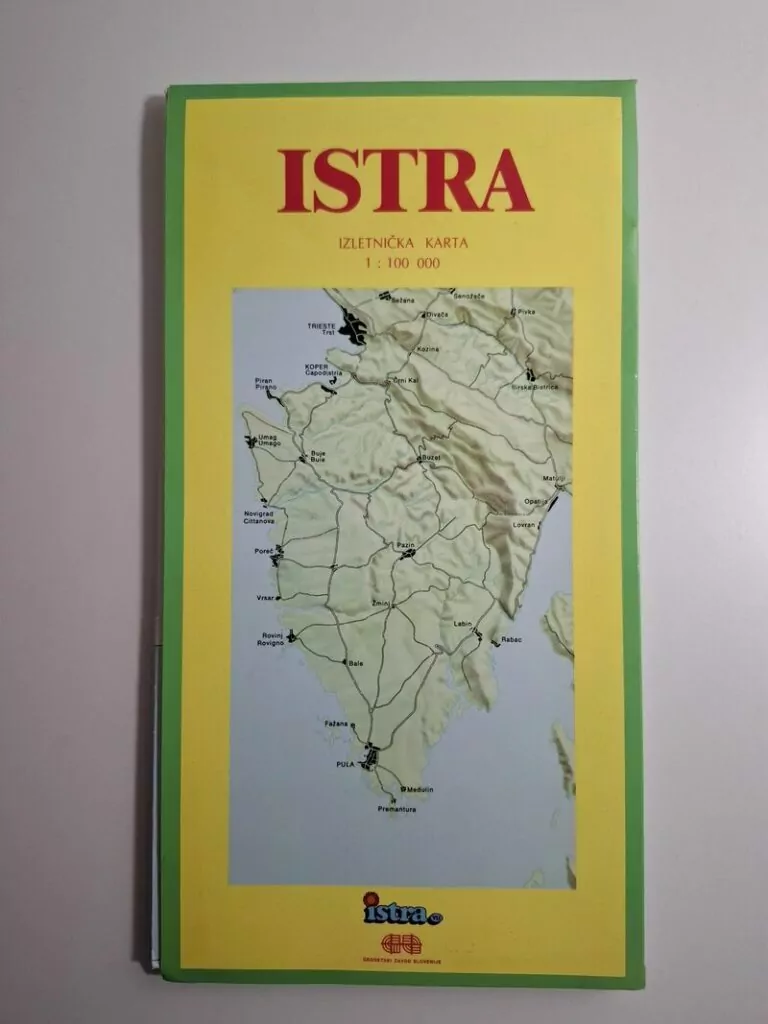 ISTRA
IZLETNIČKA KARTA
1 : 100 000
Sežana
Senožeče
Divača
Pivka
TRIESTE
Trst
Kozina
KOPER
Capodistria
Črni Kal
Piran
Pirano
Ilirska Bistrica
Umag
Umago
Buje
Buie
Buzet
Matulji
Opatija
Novigrad
Cittanova
Lovran
Poreč
Pazin
Vrsar
Žminj
Labin
Rovinj
Rovigno
Rabac
Bale
Fažana
PULA
Medulin
Premantura
istra
GEODETSKI ZAVOD SLOVENIJE